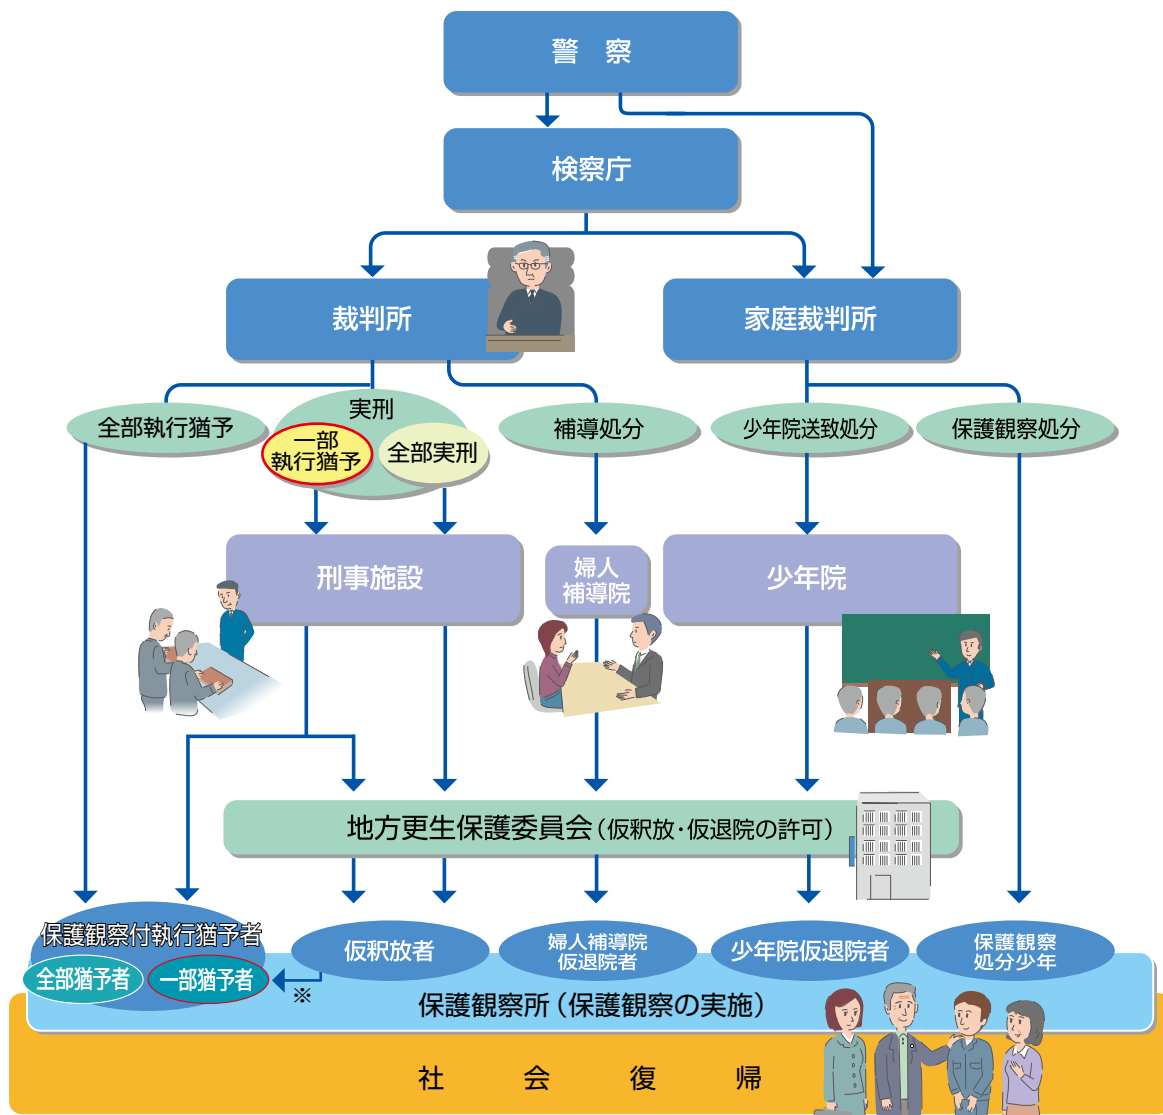 警　察
検察庁
裁判所
家庭裁判所
全部執行猶予
実刑
一部
執行猶予
全部実刑
補導処分
少年院送致処分
保護観察処分
刑事施設
婦人
補導院
少年院
地方更生保護委員会（仮釈放・仮退院の許可）
保護観察付執行猶予者
全部猶予者
一部猶予者
※
仮釈放者
婦人補導院
仮退院者
少年院仮退院者
保護観察
処分少年
保護観察所（保護観察の実施）
社　会　復　帰